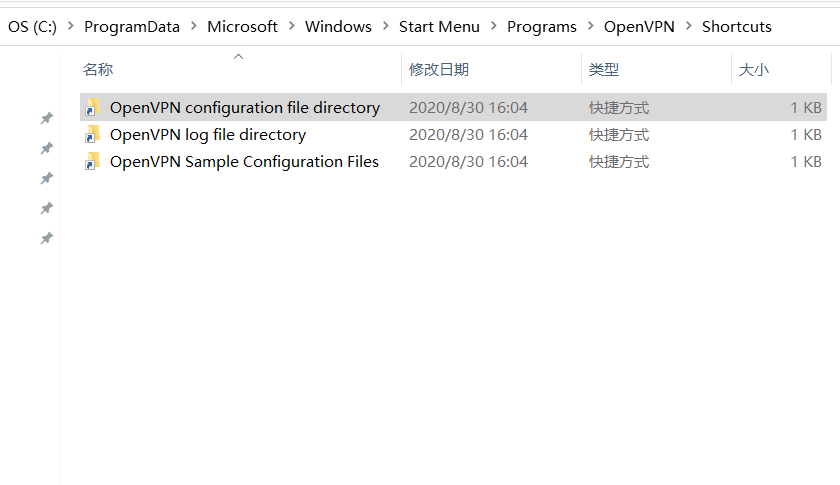 OS (C:) > ProgramData > Microsoft > Windows > Start Menu > Programs > OpenVPN > Shortcuts
名称 修改日期 类型 大小
OpenVPN configuration file directory 2020/8/30 16:04 快捷方式 1 KB
OpenVPN log file directory 2020/8/30 16:04 快捷方式 1 KB
OpenVPN Sample Configuration Files 2020/8/30 16:04 快捷方式 1 KB